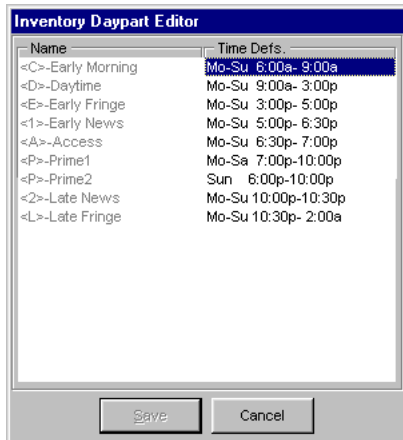 Inventory Daypart Editor
Name Time Defs.
<C>-Early Morning Mo-Su 6:00a- 9:00a
<D>-Daytime Mo-Su 9:00a- 3:00p
<E>-Early Fringe Mo-Su 3:00p- 5:00p
<1>-Early News Mo-Su 5:00p- 6:30p
<A>-Access Mo-Su 6:30p- 7:00p
<P>-Prime1 Mo-Sa 7:00p-10:00p
<P>-Prime2 Sun 6:00p-10:00p
<2>-Late News Mo-Su 10:00p-10:30p
<L>-Late Fringe Mo-Su 10:30p- 2:00a
Save Cancel